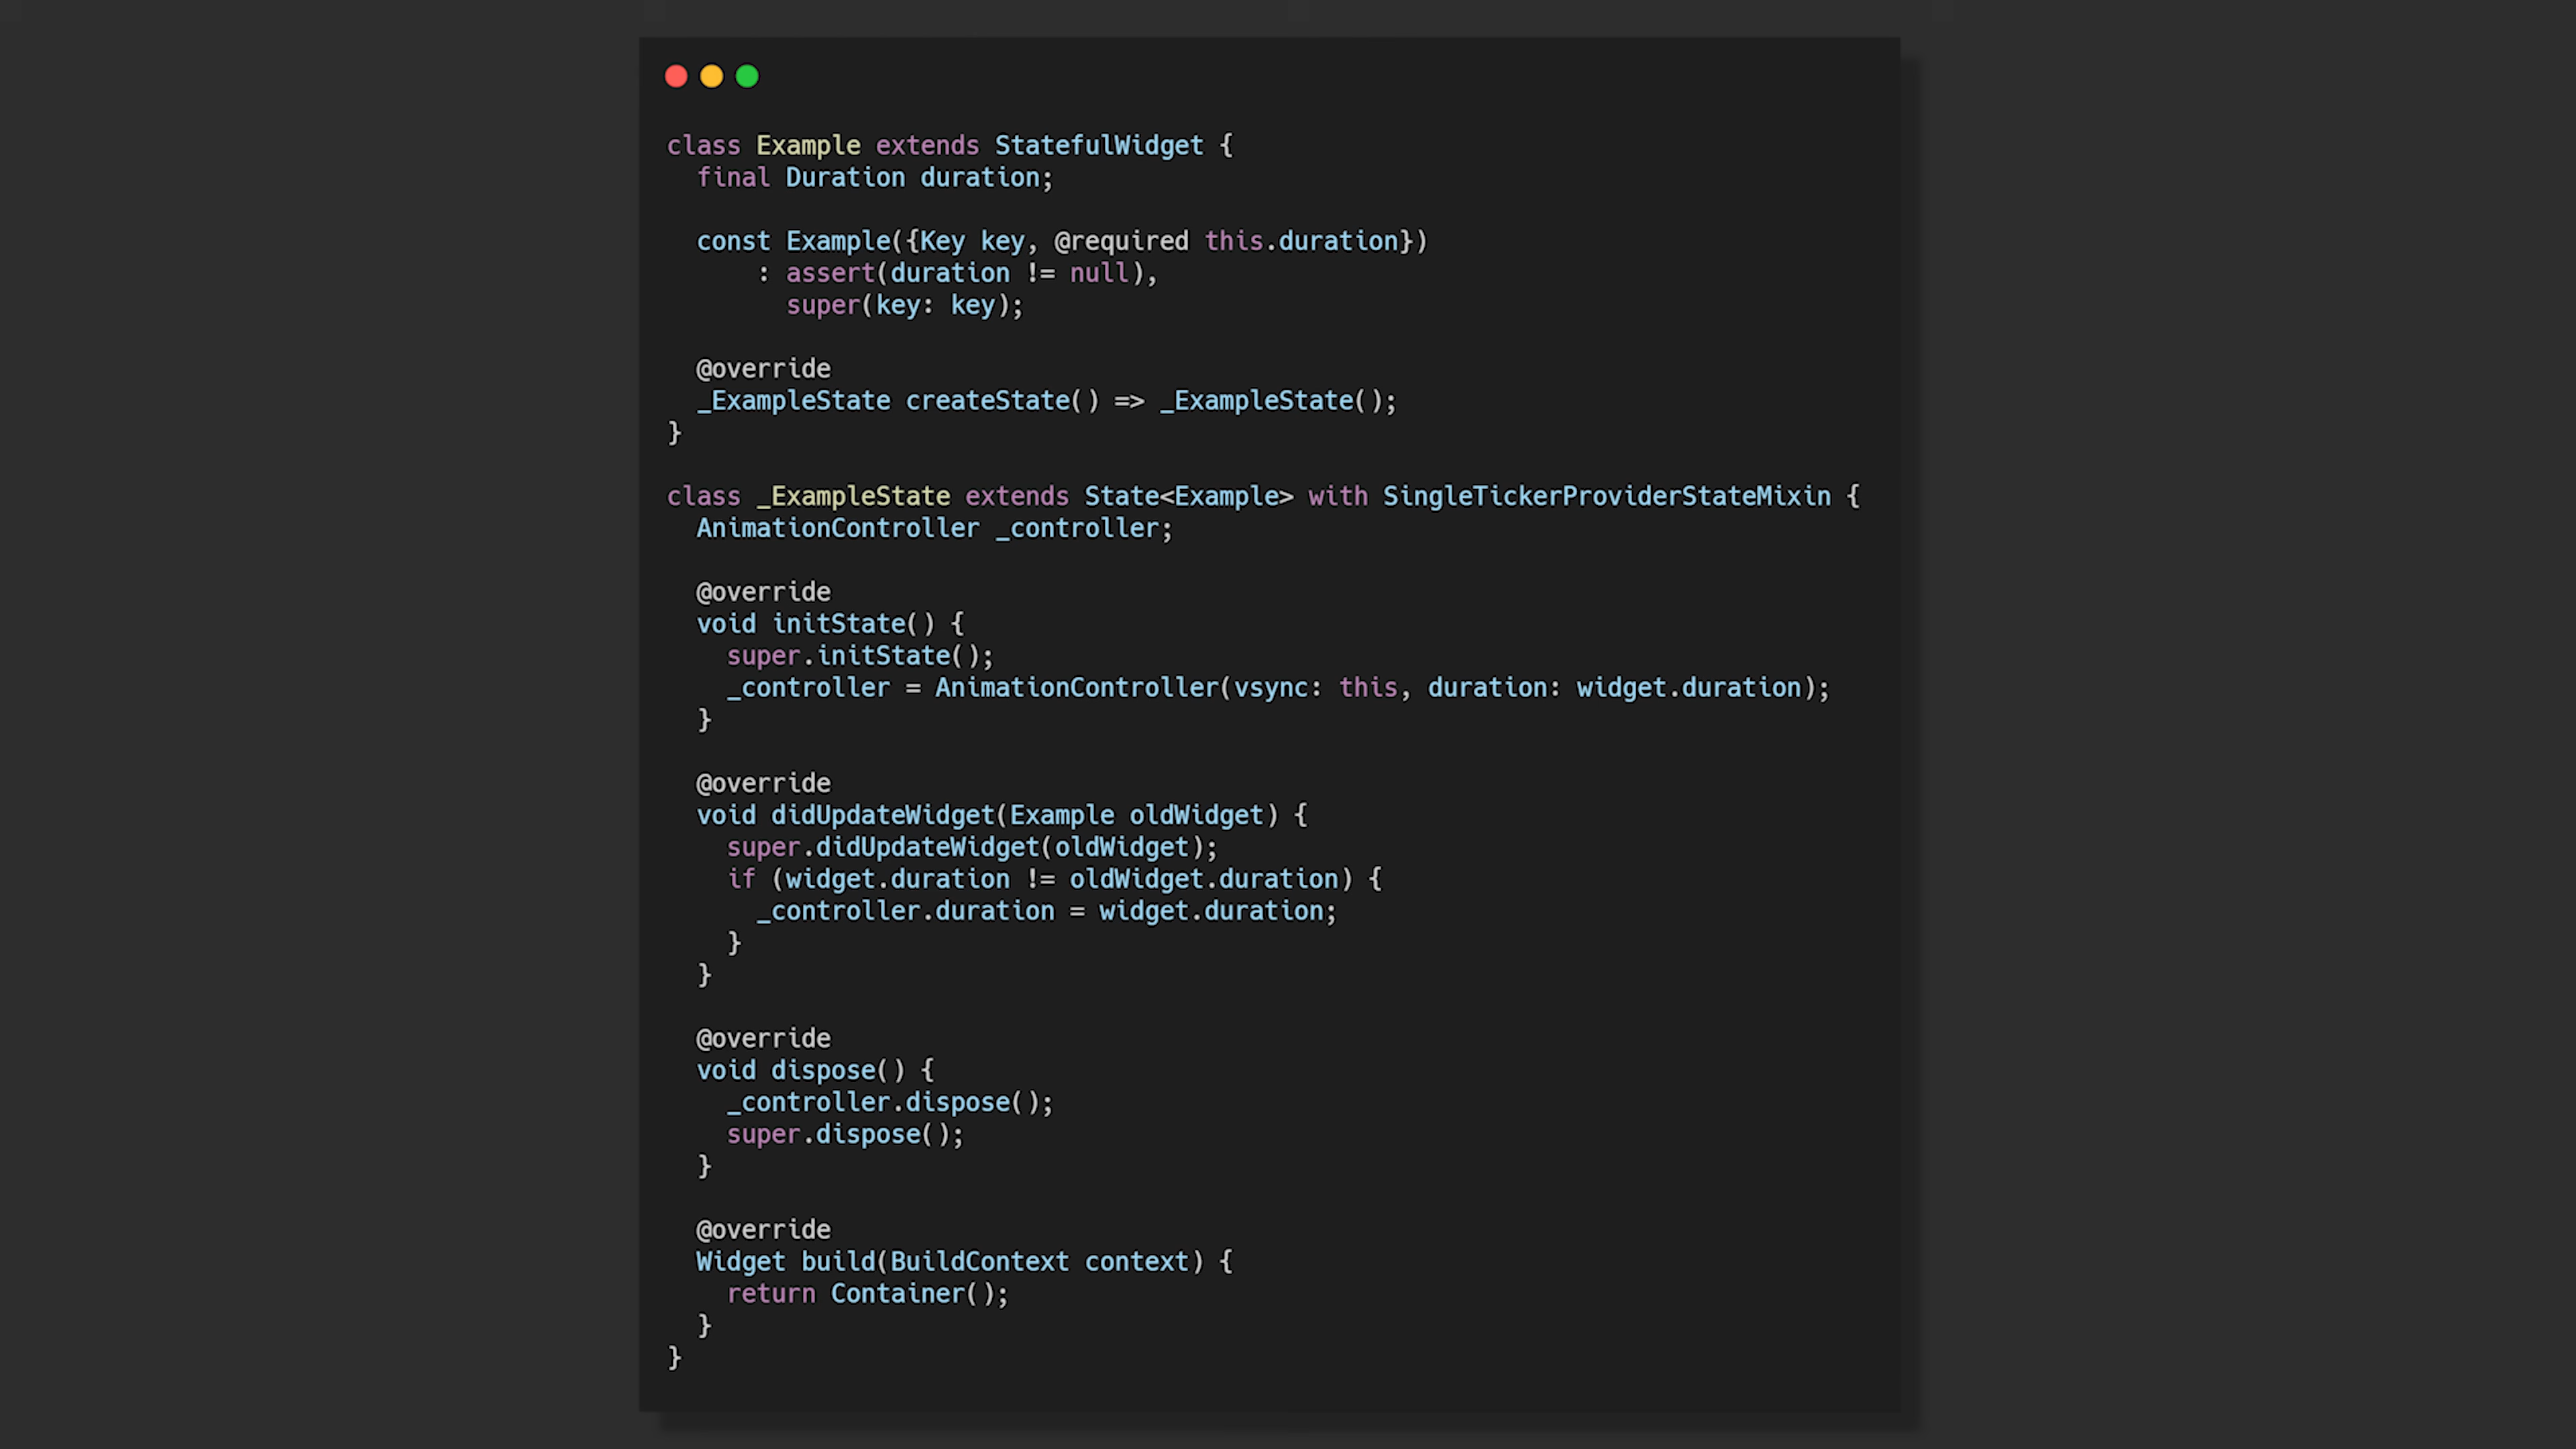 class Example extends StatefulWidget {
  final Duration duration;

  const Example({Key key, @required this.duration})
      : assert(duration != null),
        super(key: key);

  @override
  _ExampleState createState() => _ExampleState();
}

class _ExampleState extends State<Example> with SingleTickerProviderStateMixin {
  AnimationController _controller;

  @override
  void initState() {
    super.initState();
    _controller = AnimationController(vsync: this, duration: widget.duration);
  }

  @override
  void didUpdateWidget(Example oldWidget) {
    super.didUpdateWidget(oldWidget);
    if (widget.duration != oldWidget.duration) {
      _controller.duration = widget.duration;
    }
  }

  @override
  void dispose() {
    _controller.dispose();
    super.dispose();
  }

  @override
  Widget build(BuildContext context) {
    return Container();
  }
}